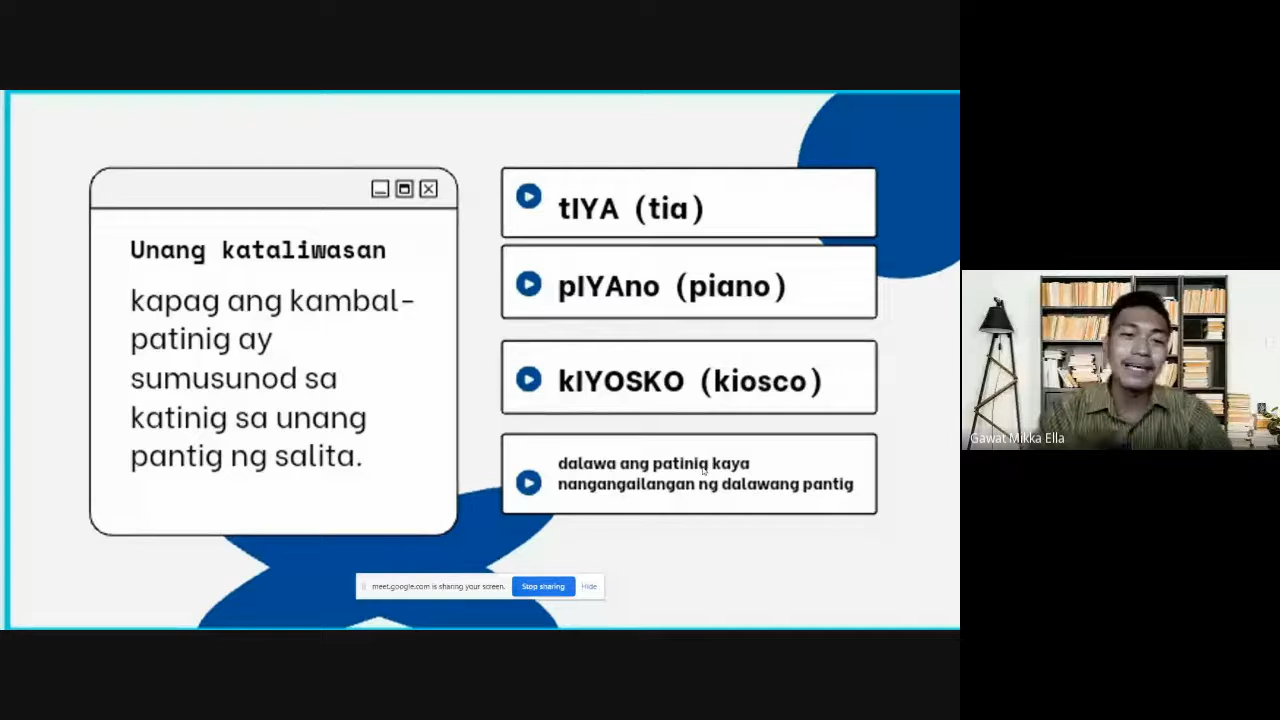 Unang kataliwasan
kapag ang kambal-
patinig ay
sumusunod sa
katinig sa unang
pantig ng salita.
tIYA (tia)
pIYAno (piano)
kIYOSKO (kiosco)
dalawa ang patinig kaya
nangangailangan ng dalawang pantig
meet.google.com is sharing your screen.
Stop sharing
Hide
Gawat Mikka Ella